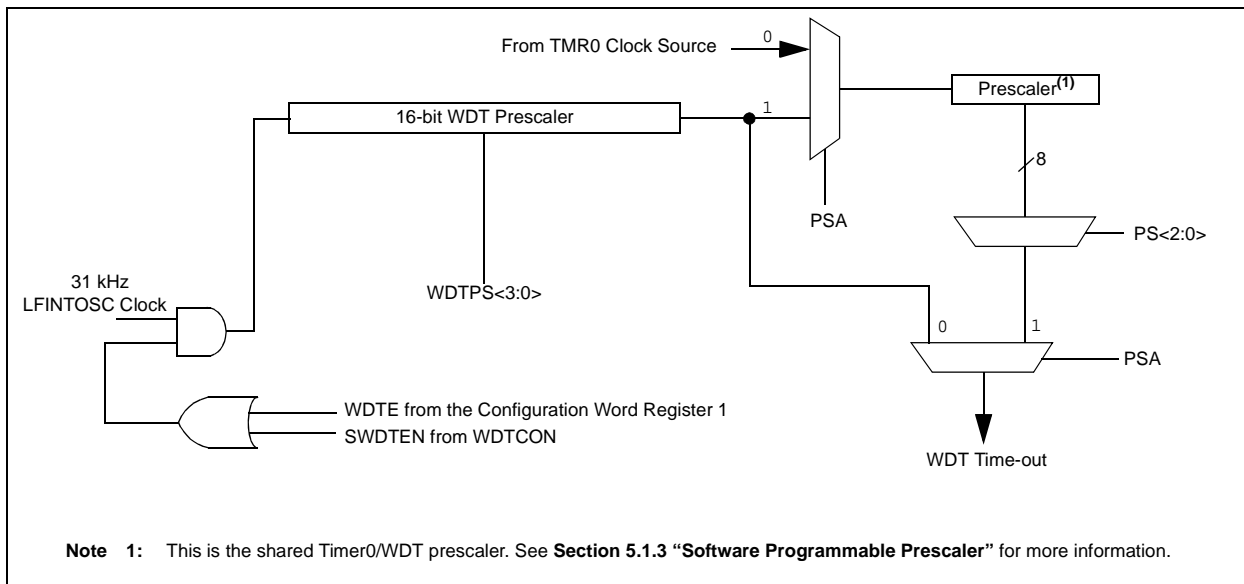 From TMR0 Clock Source
0
Prescaler(1)
16-bit WDT Prescaler
1
8
PSA
PS<2:0>
31 kHz
LFINTOSC Clock
WDTPS<3:0>
0
1
PSA
WDTE from the Configuration Word Register 1
SWDTEN from WDTCON
WDT Time-out
Note 1: This is the shared Timer0/WDT prescaler. See Section 5.1.3 “Software Programmable Prescaler” for more information.